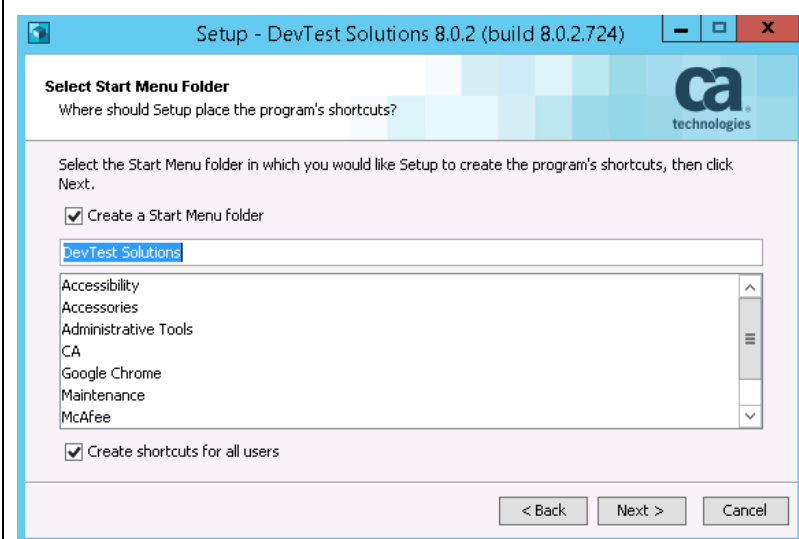 Setup - DevTest Solutions 8.0.2 (build 8.0.2.724)
Select Start Menu Folder
Where should Setup place the program's shortcuts?
ca
technologies
Select the Start Menu folder in which you would like Setup to create the program's shortcuts, then click
Next.
Create a Start Menu folder
DevTest Solutions
Accessibility
Accessories
Administrative Tools
CA
Google Chrome
Maintenance
McAfee
Create shortcuts for all users
< Back
Next >
Cancel